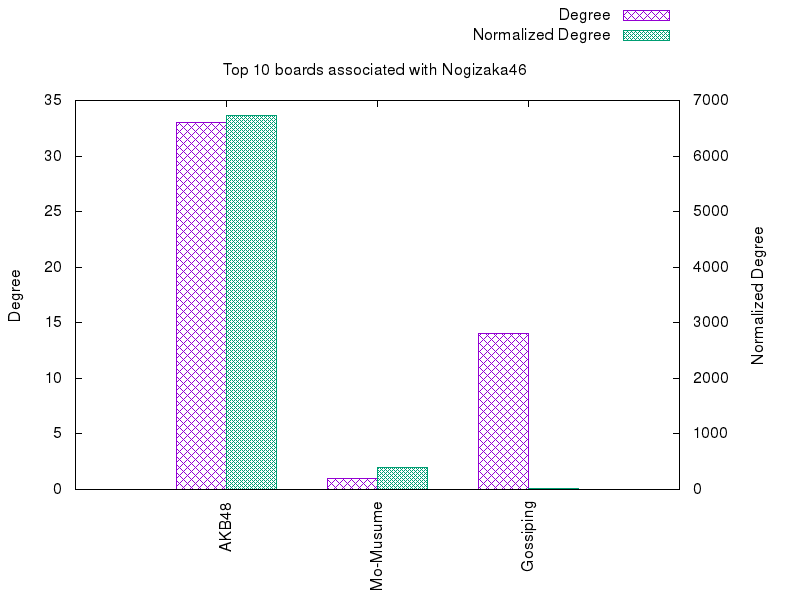 Degree
Normalized Degree
Top 10 boards associated with Nogizaka46
35
30
25
20
15
10
5
0
7000
6000
5000
4000
3000
2000
1000
0
Degree
Normalized Degree
AKB48
Mo-Musume
Gossiping